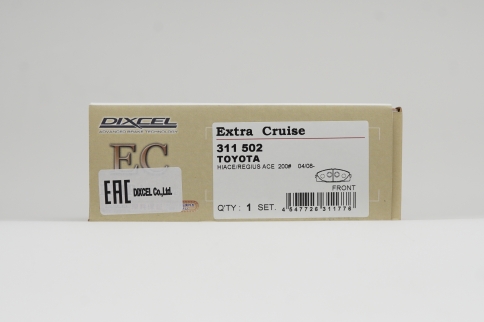 DIXCEL
EC
EAC DIXCEL Co.,Ltd.
Extra Cruise
311 502
TOYOTA
HIACE/REGIUS ACE 200# 04/08-
FRONT
Q'TY : 1 SET.
4 547726 311776